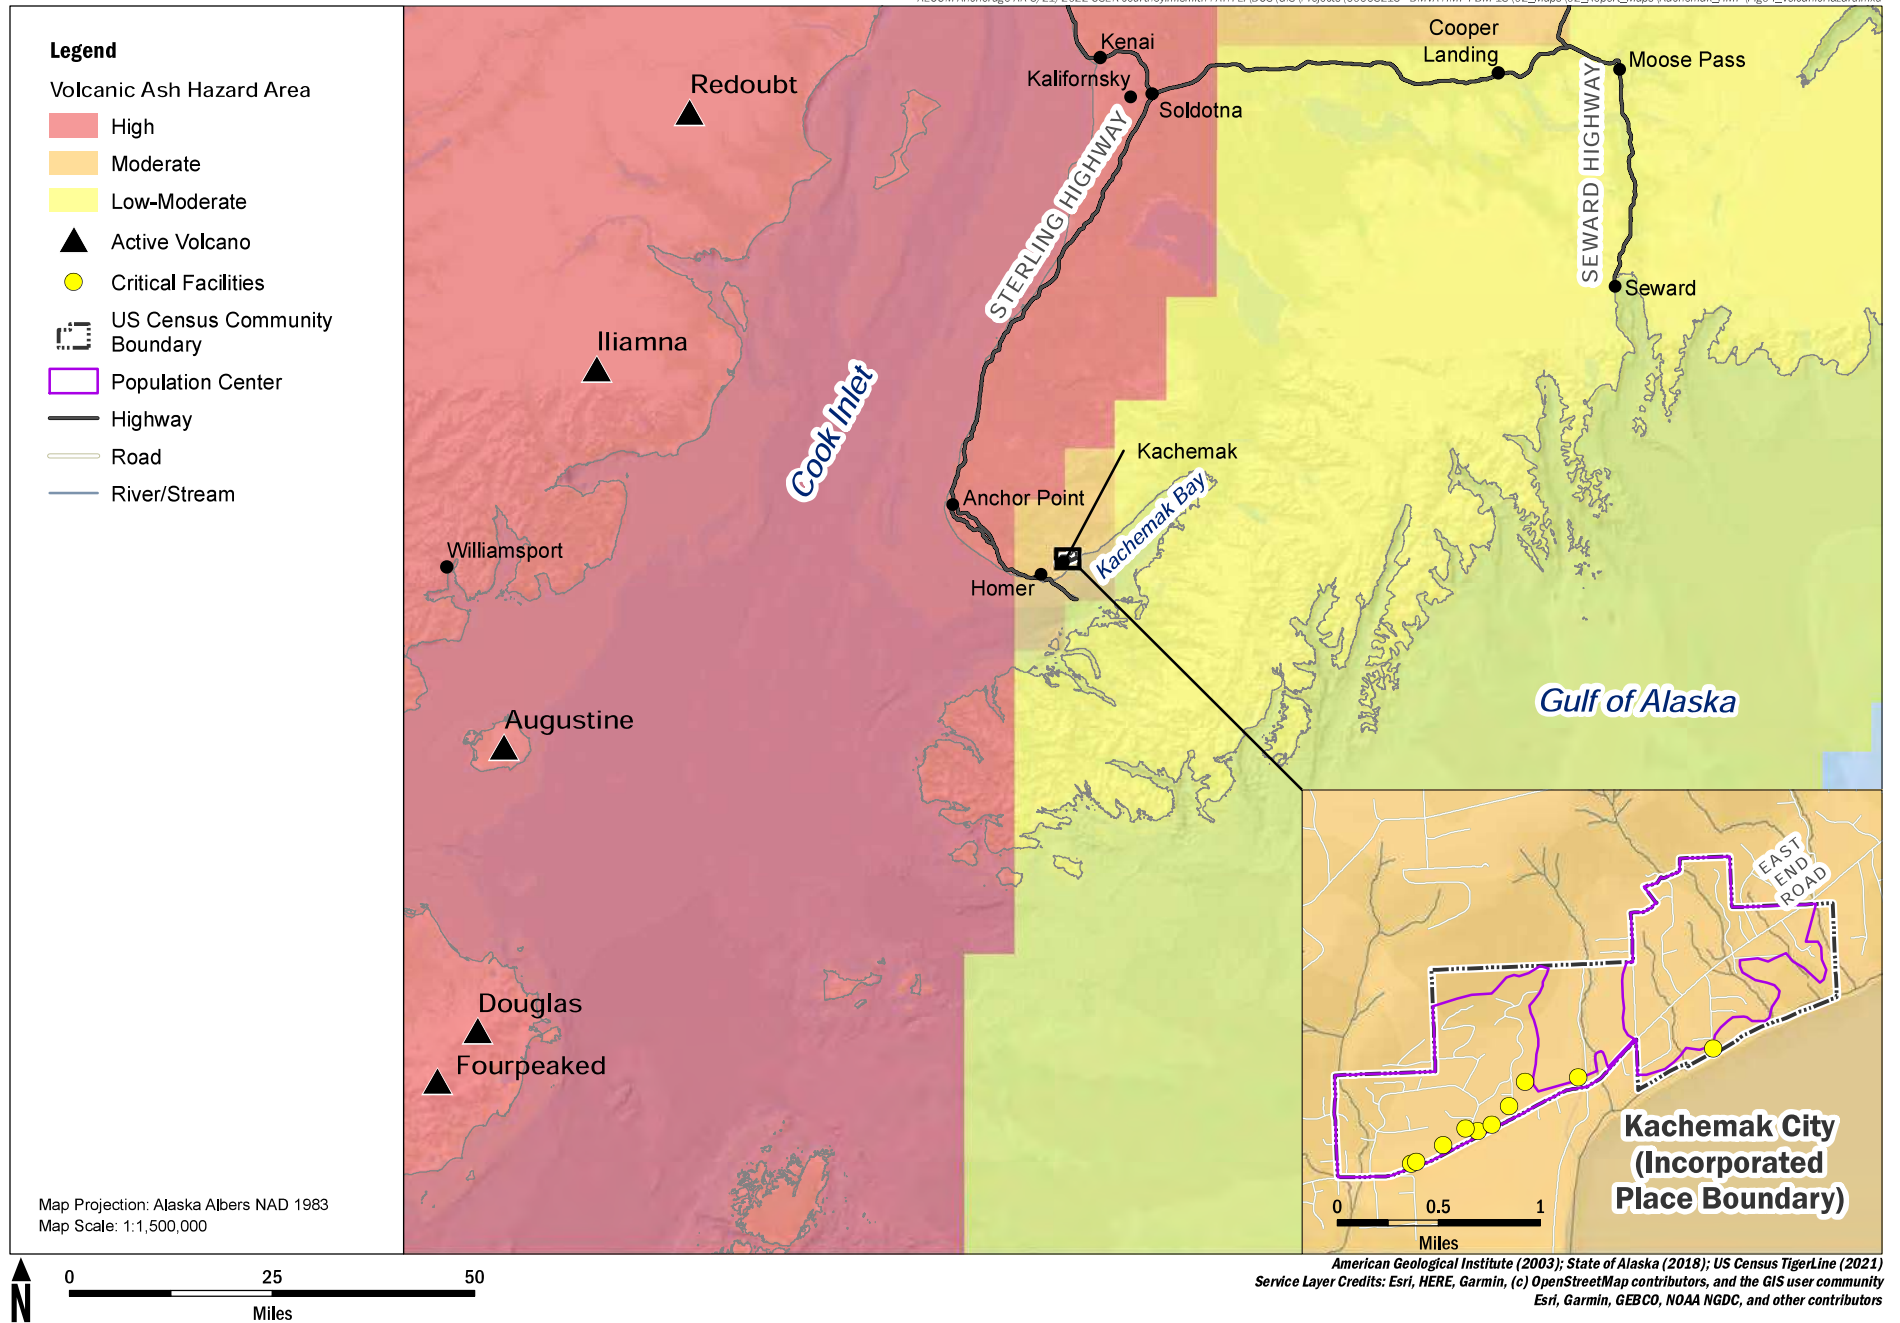 Legend
Volcanic Ash Hazard Area
High
Moderate
Low-Moderate
Active Volcano
Critical Facilities
US Census Community
Boundary
Population Center
Highway
Road
River/Stream
Map Projection: Alaska Albers NAD 1983
Map Scale: 1:1,500,000
Redoubt
Kenai
Kalifornsky
Soldotna
Cooper
Landing
Moose Pass
STERLING HIGHWAY
SEWARD HIGHWAY
Seward
Iliamna
Cook Inlet
Kachemak
Anchor Point
Kachemak Bay
Williamsport
Homer
Augustine
Gulf of Alaska
Douglas
Fourpeaked
EAST
END
ROAD
Kachemak City
(Incorporated
Place Boundary)
0 0.5 1
Miles
N
0 25 50
Miles
American Geological Institute (2003); State of Alaska (2018); US Census TigerLine (2021)
Service Layer Credits: Esri, HERE, Garmin, (c) OpenStreetMap contributors, and the GIS user community
Esri, Garmin, GEBCO, NOAA NGDC, and other contributors